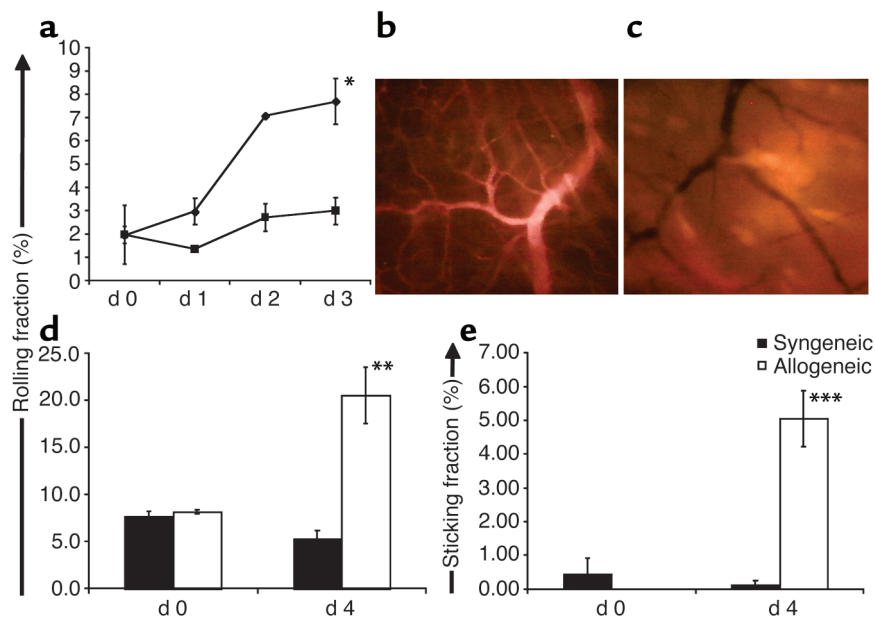 a
b
c
10
9
8
7
6
5
4
3
2
1
0
*
d 0
d 1
d 2
d 3
Rolling fraction (%)
d
25.0
20.0
15.0
10.0
5.0
0.0
**
d 0
d 4
e
Sticking fraction (%)
7.00
6.00
5.00
4.00
3.00
2.00
1.00
0.00
Syngeneic
Allogeneic
***
d 0
d 4